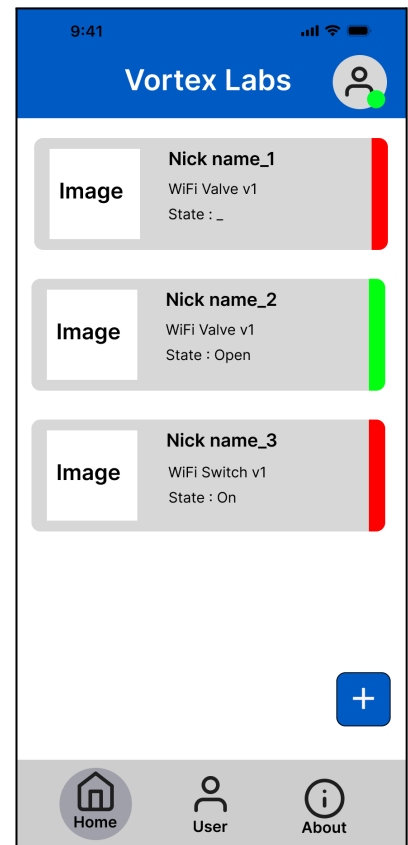 9:41
Vortex Labs
Image
Nick name_1
WiFi Valve v1
State : _
Image
Nick name_2
WiFi Valve v1
State : Open
Image
Nick name_3
WiFi Switch v1
State : On
+
Home
User
About